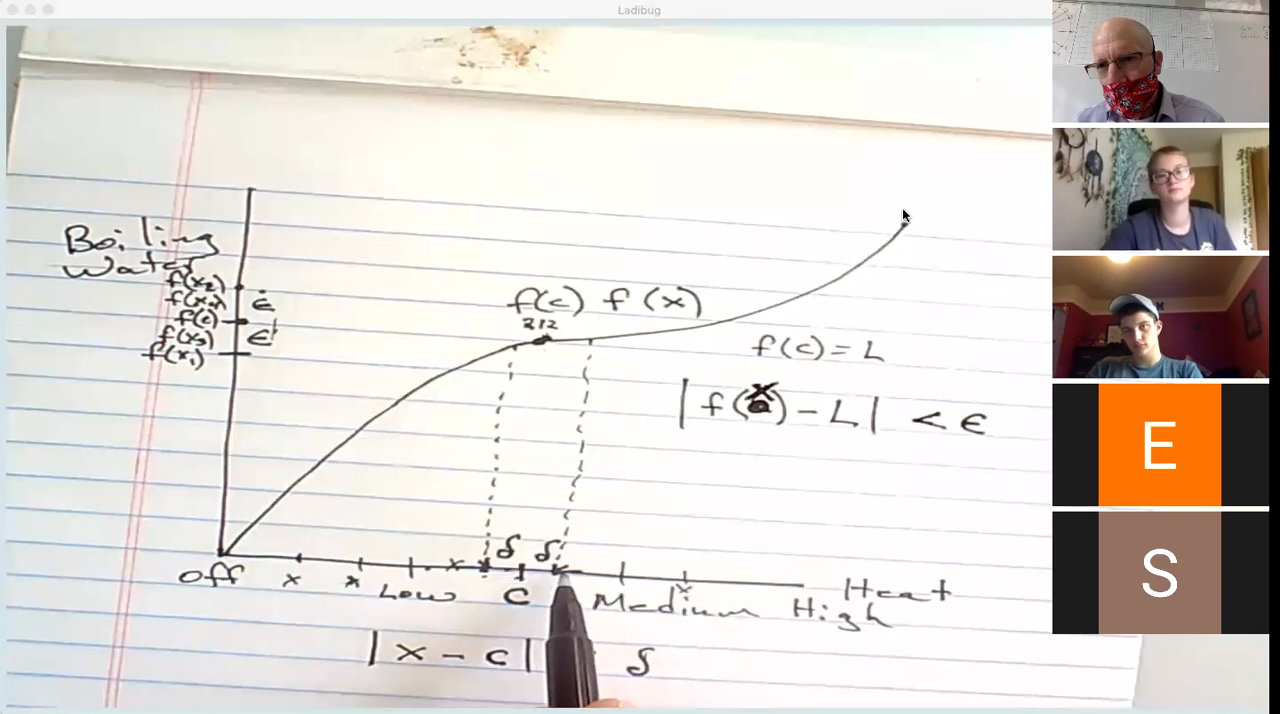 Ladibug
Boiling
Water
f(x₂)
f(c)
f(x₁)
ε
ε
f(c) f(x)
212
f(c) = L
|f(x) - L| < ε
δ δ
off
x x x x
Low C Medium High
Heat
|x - c| δ
E
S